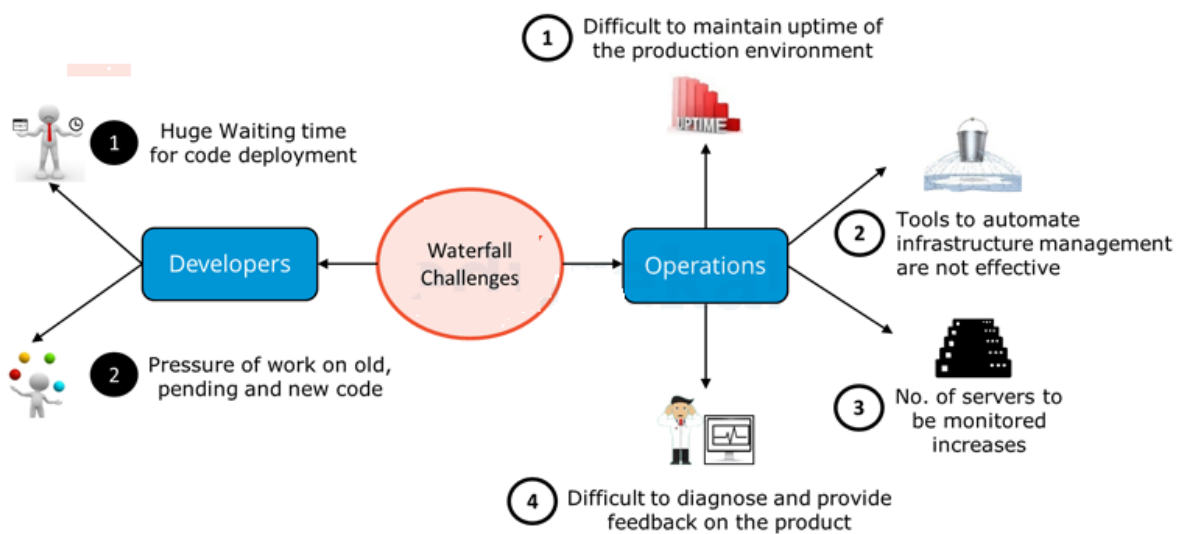 1
Difficult to maintain uptime of
the production environment
UPTIME
1
Huge Waiting time
for code deployment
Developers
Waterfall
Challenges
Operations
2
Tools to automate
infrastructure management
are not effective
2
Pressure of work on old,
pending and new code
3
No. of servers to
be monitored
increases
4
Difficult to diagnose and provide
feedback on the product